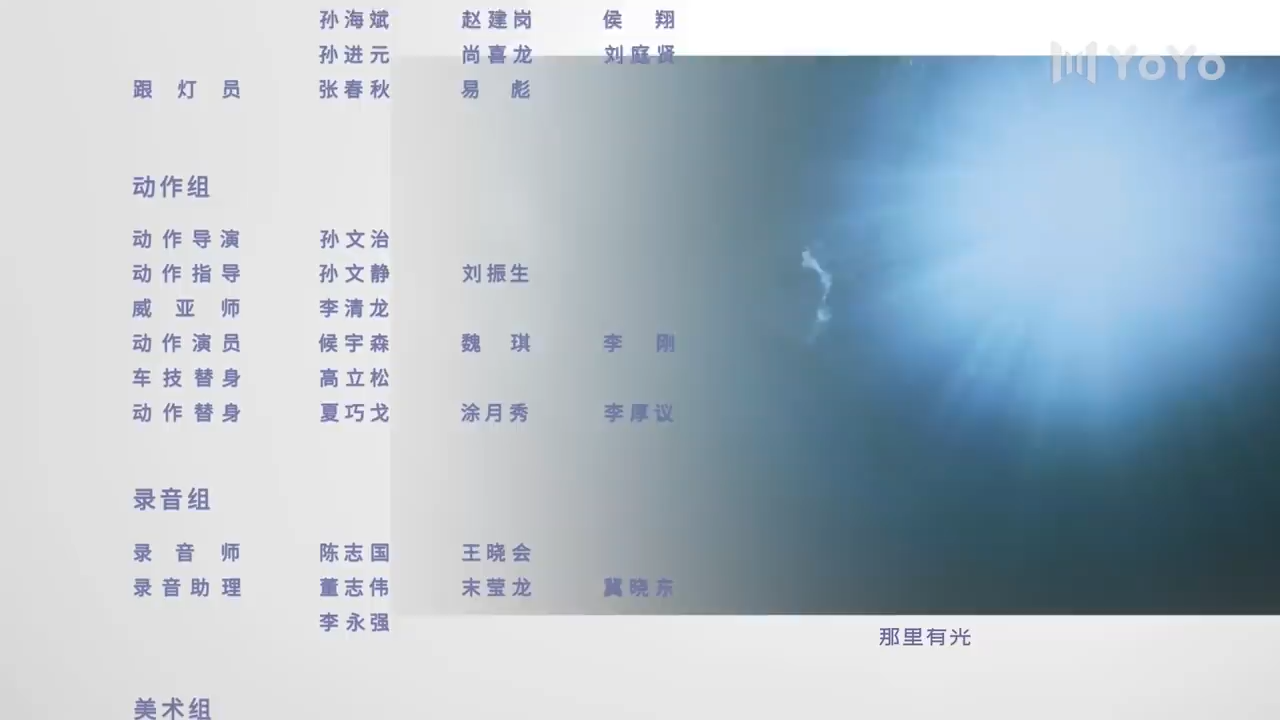 孙海斌 赵建岗 侯翔
孙进元 尚喜龙 刘庭贤
YOYO
跟灯员 张春秋 易彪
动作组
动作导演 孙文治
动作指导 孙文静 刘振生
威亚师 李清龙
动作演员 候宇森 魏琪 李刚
车技替身 高立松
动作替身 夏巧戈 涂月秀 李厚议
录音组
录音师 陈志国 王晓会
录音助理 董志伟 末莹龙 冀晓东
李永强
那里有光
美术组